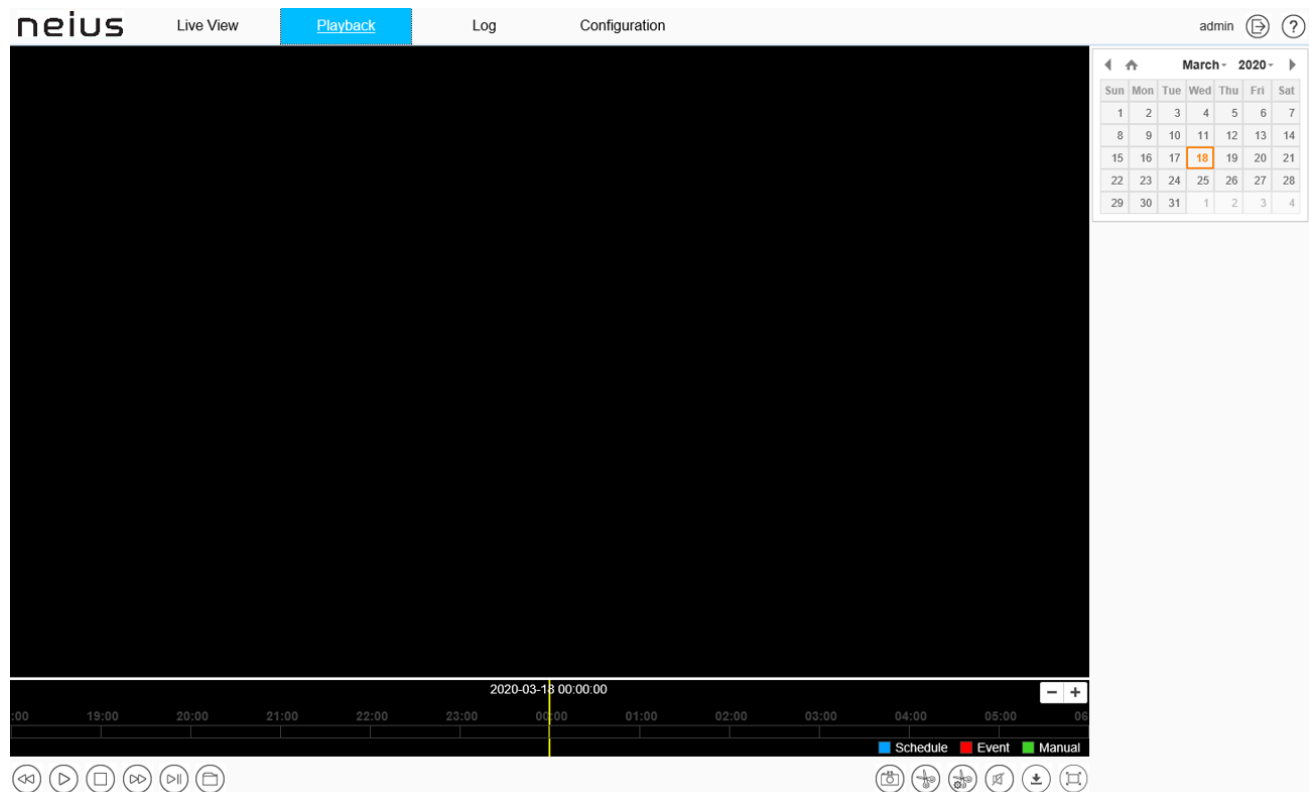 neius Live View Playback Log Configuration admin
March 2020
Sun Mon Tue Wed Thu Fri Sat
1 2 3 4 5 6 7
8 9 10 11 12 13 14
15 16 17 18 19 20 21
22 23 24 25 26 27 28
29 30 31 1 2 3 4
2020-03-18 00:00:00
:00 19:00 20:00 21:00 22:00 23:00 00:00 01:00 02:00 03:00 04:00 05:00 06
Schedule Event Manual